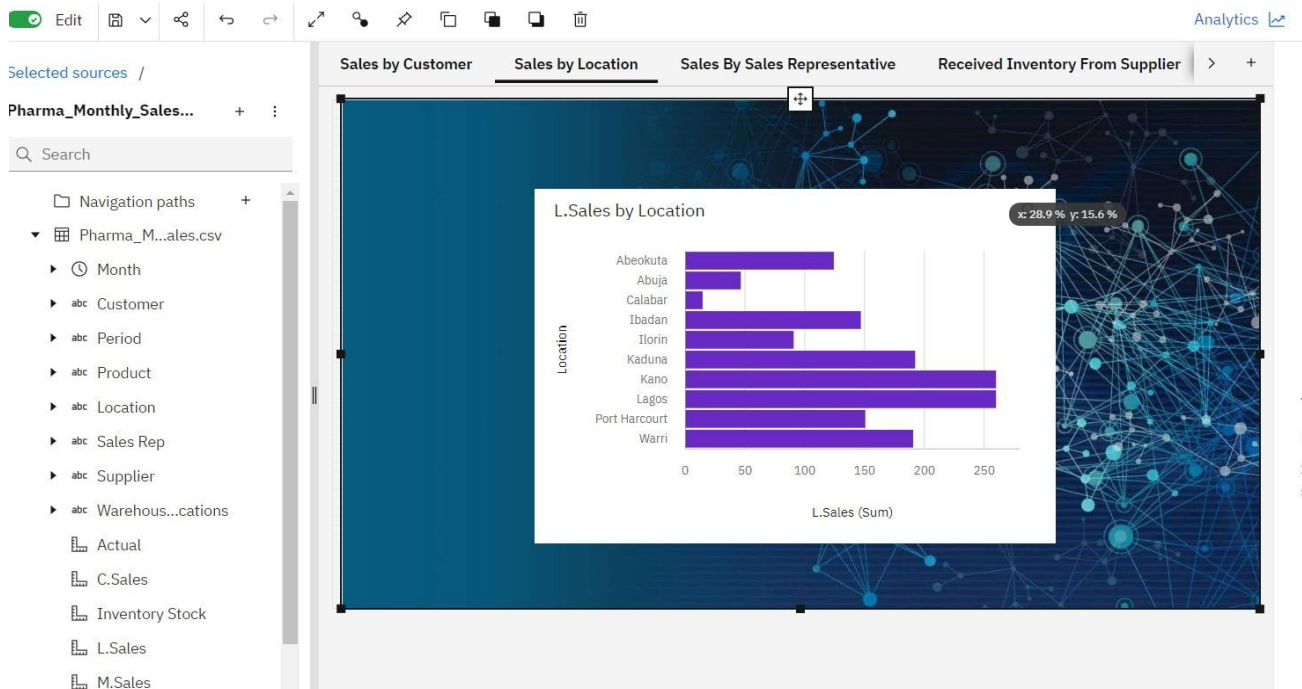 Edit
Analytics
Selected sources /
Pharma_Monthly_Sales...
Search
Navigation paths
Pharma_M...ales.csv
Month
abc Customer
abc Period
abc Product
abc Location
abc Sales Rep
abc Supplier
abc Warehous...cations
Actual
C.Sales
Inventory Stock
L.Sales
M.Sales
Sales by Customer
Sales by Location
Sales By Sales Representative
Received Inventory From Supplier
x: 28.9 % y: 15.6 %
L.Sales by Location
Location
Abeokuta
Abuja
Calabar
Ibadan
Ilorin
Kaduna
Kano
Lagos
Port Harcourt
Warri
0 50 100 150 200 250
L.Sales (Sum)